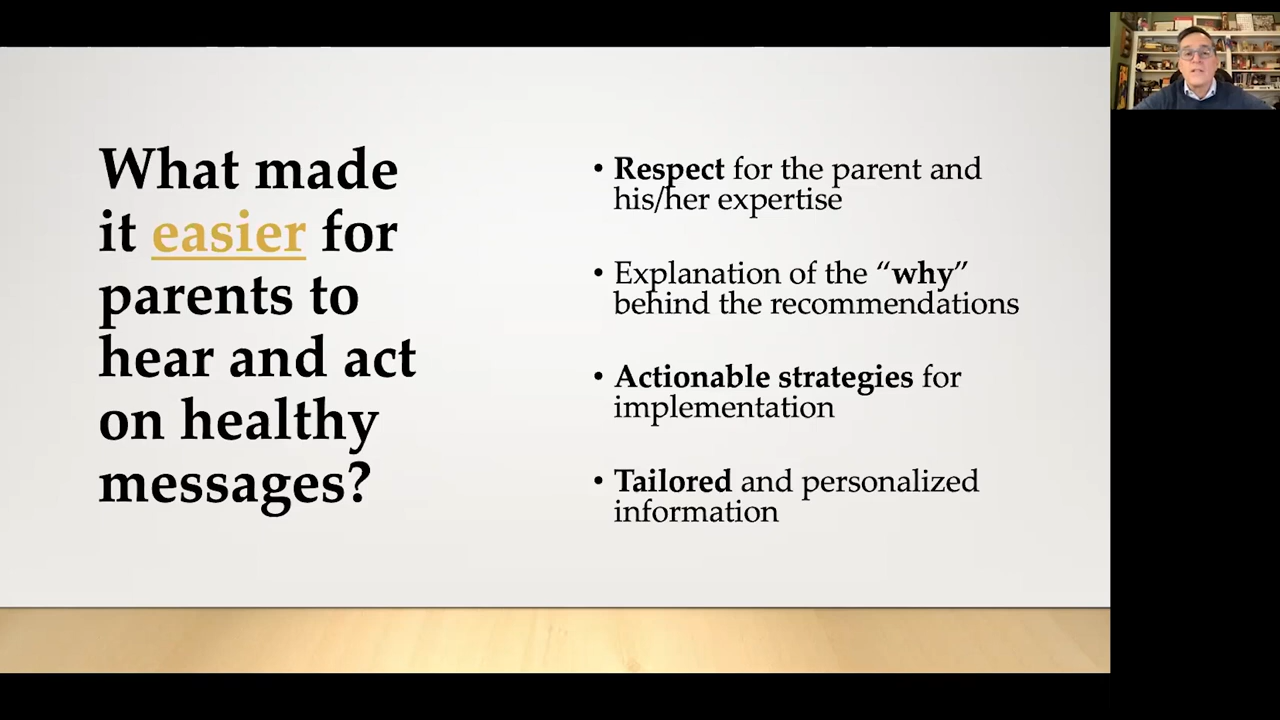 What made
it easier for
parents to
hear and act
on healthy
messages?
• Respect for the parent and
his/her expertise
• Explanation of the “why”
behind the recommendations
• Actionable strategies for
implementation
• Tailored and personalized
information